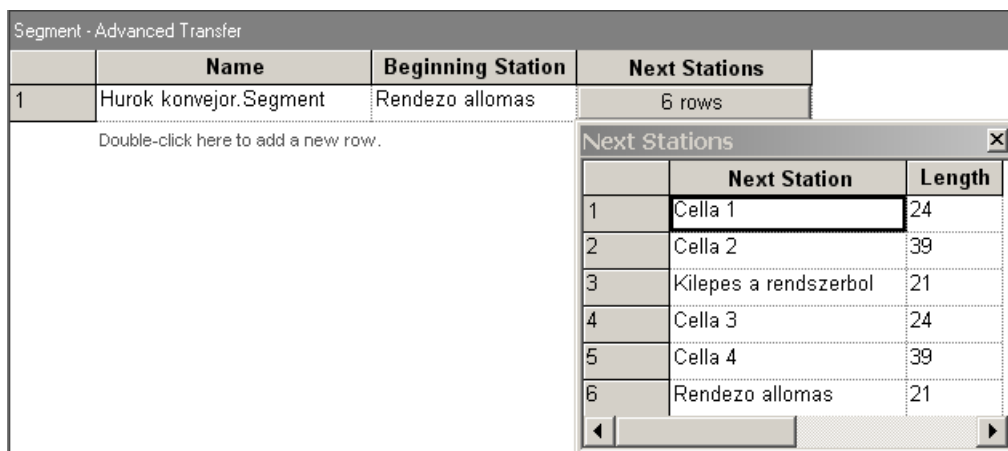 Segment - Advanced Transfer
Name Beginning Station Next Stations
1 Hurok konvejor.Segment Rendezo allomas 6 rows
Double-click here to add a new row.
Next Stations
Next Station Length
1 Cella 1 24
2 Cella 2 39
3 Kilepes a rendszerbol 21
4 Cella 3 24
5 Cella 4 39
6 Rendezo allomas 21